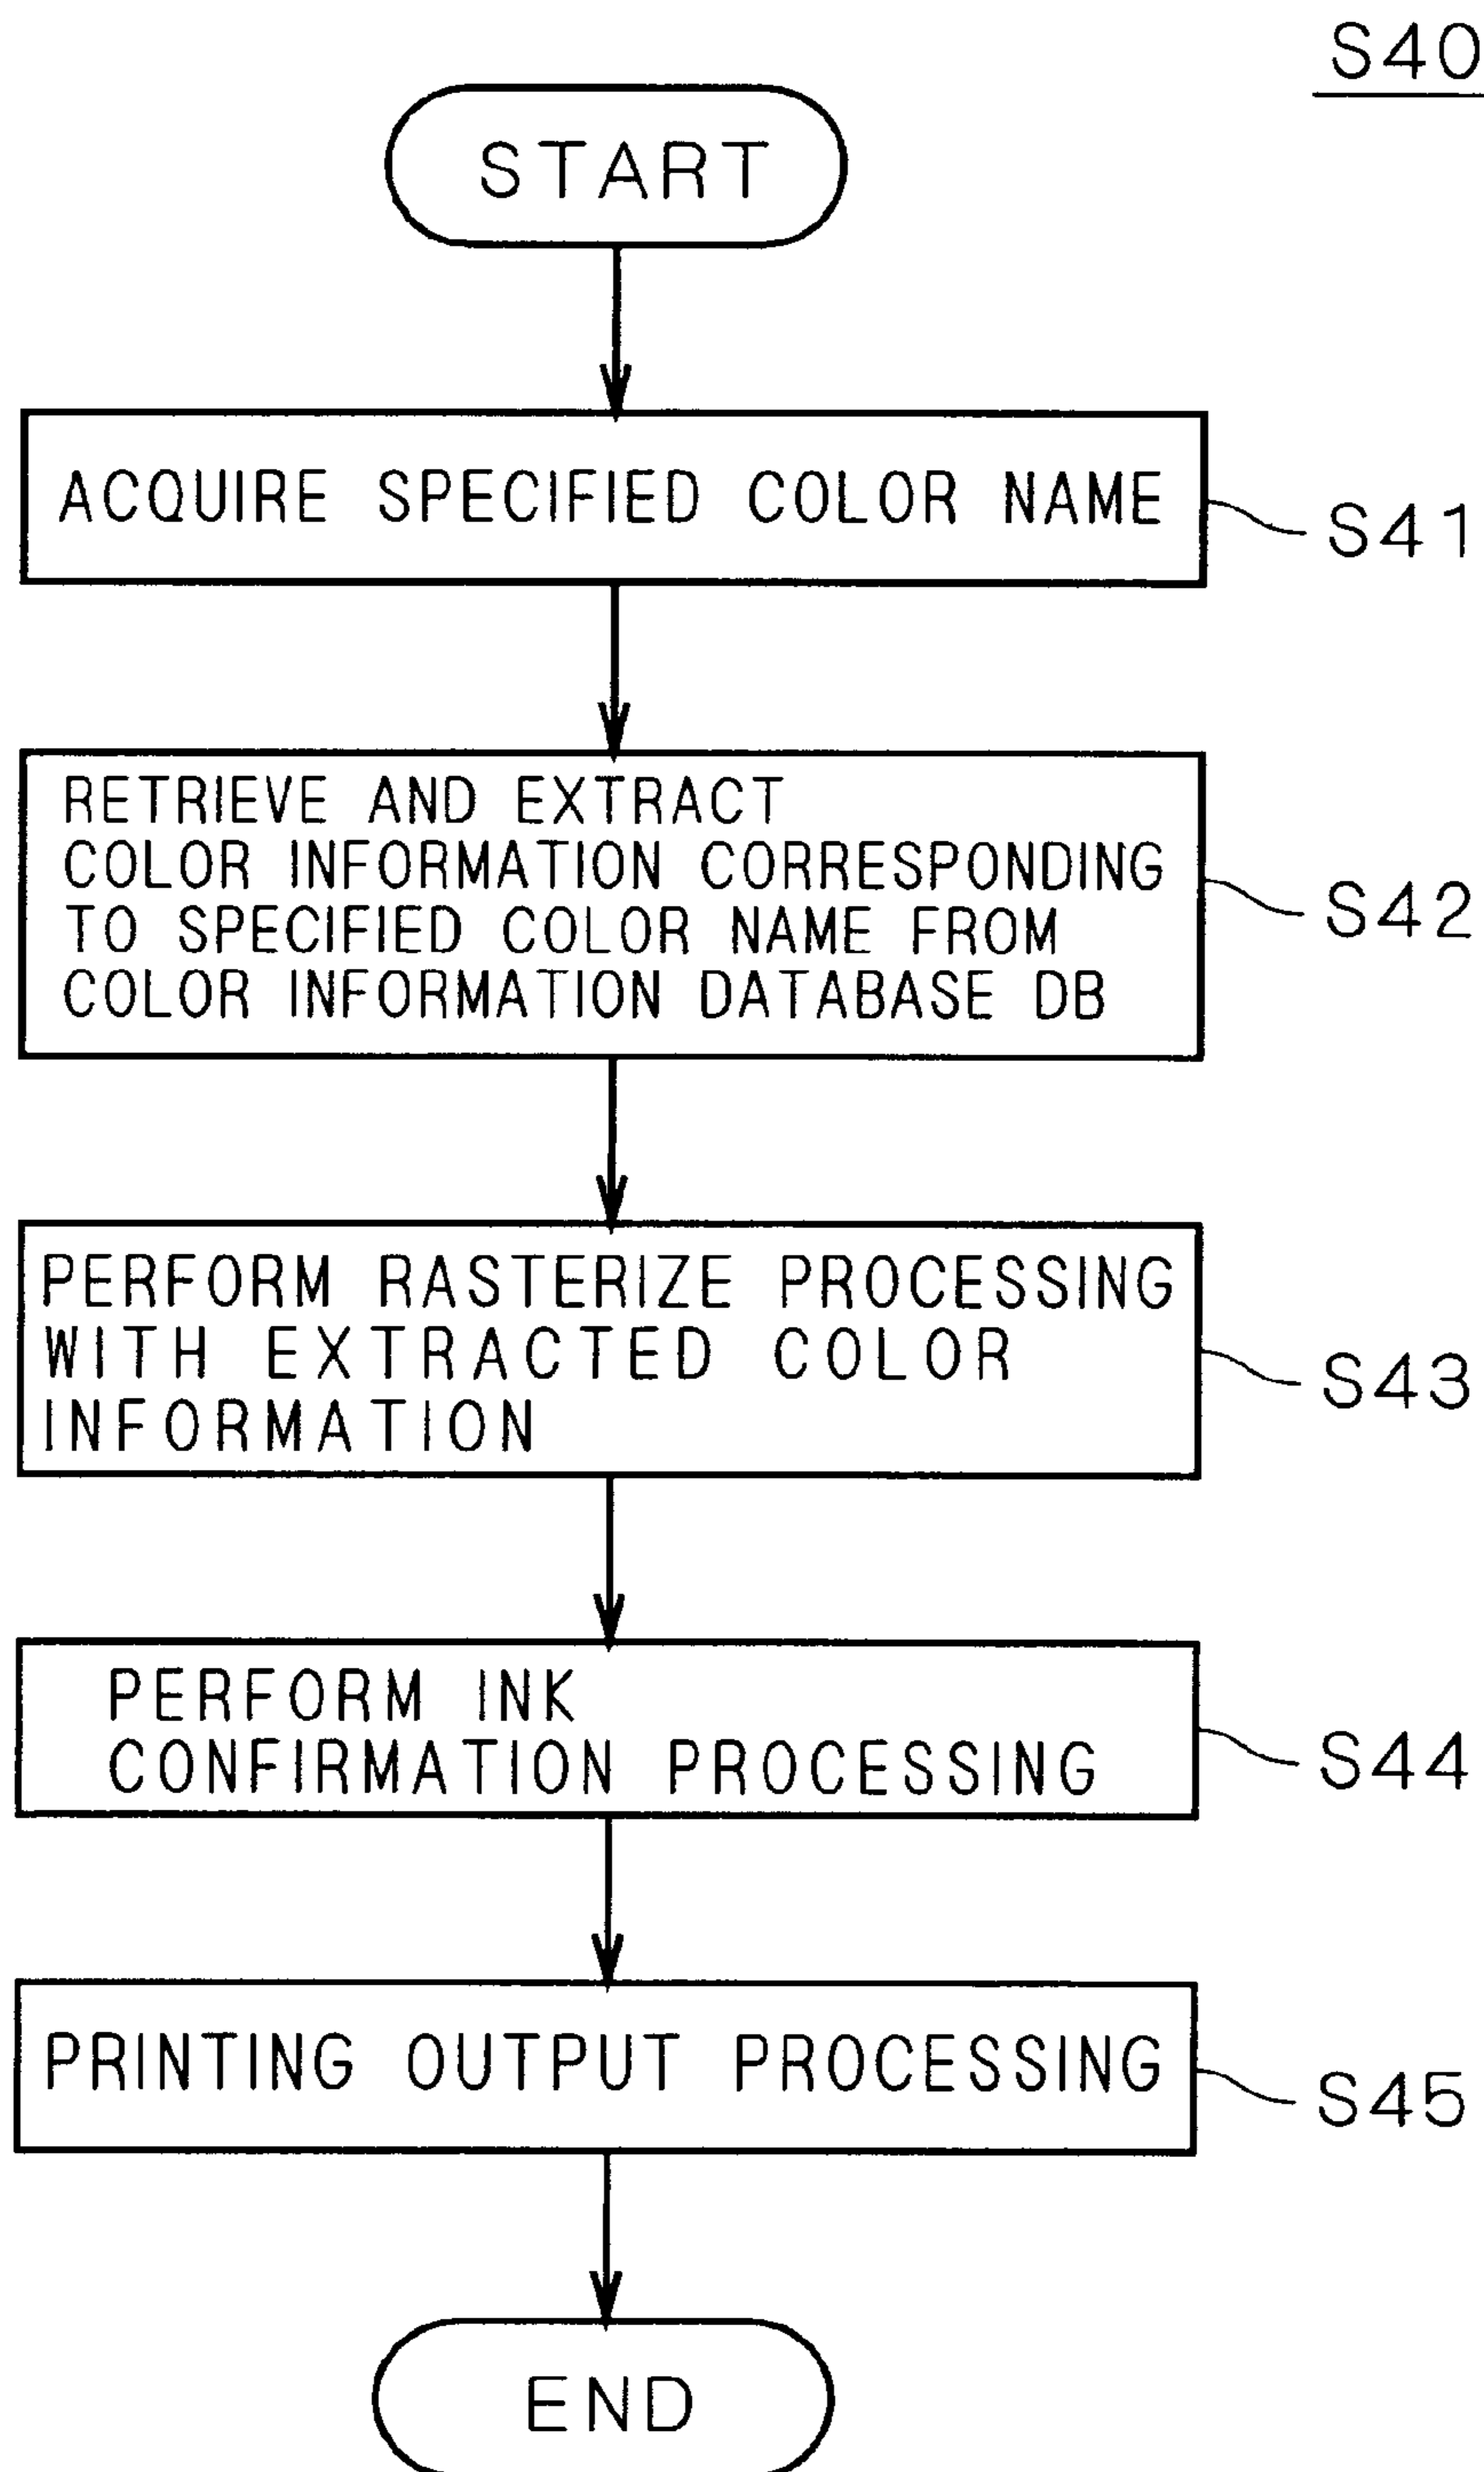 S40
START
ACQUIRE SPECIFIED COLOR NAME
S41
RETRIEVE AND EXTRACT
COLOR INFORMATION CORRESPONDING
TO SPECIFIED COLOR NAME FROM
COLOR INFORMATION DATABASE DB
S42
PERFORM RASTERIZE PROCESSING
WITH EXTRACTED COLOR
INFORMATION
S43
PERFORM INK
CONFIRMATION PROCESSING
S44
PRINTING OUTPUT PROCESSING
S45
END